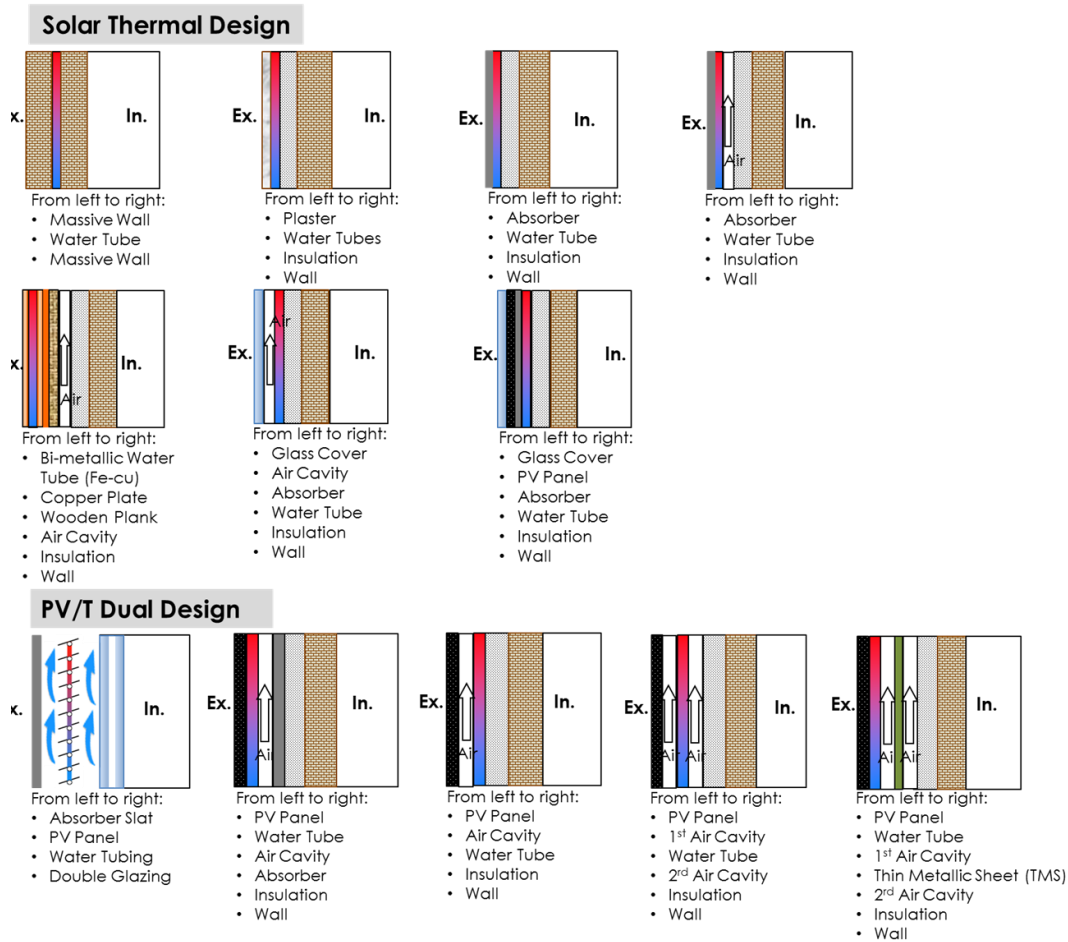 Solar Thermal Design
x.
In.
From left to right:
• Massive Wall
• Water Tube
• Massive Wall
Ex.
In.
From left to right:
• Plaster
• Water Tubes
• Insulation
• Wall
Ex.
In.
From left to right:
• Absorber
• Water Tube
• Insulation
• Wall
Ex.
In.
Air
From left to right:
• Absorber
• Water Tube
• Insulation
• Wall
x.
In.
Air
From left to right:
• Bi-metallic Water
Tube (Fe-cu)
• Copper Plate
• Wooden Plank
• Air Cavity
• Insulation
• Wall
Air
Ex.
In.
From left to right:
• Glass Cover
• Air Cavity
• Absorber
• Water Tube
• Insulation
• Wall
Ex.
In.
From left to right:
• Glass Cover
• PV Panel
• Absorber
• Water Tube
• Insulation
• Wall
PV/T Dual Design
x.
In.
From left to right:
• Absorber Slat
• PV Panel
• Water Tubing
• Double Glazing
Ex.
In.
Air
From left to right:
• PV Panel
• Water Tube
• Air Cavity
• Absorber
• Insulation
• Wall
Ex.
In.
Air
From left to right:
• PV Panel
• Air Cavity
• Water Tube
• Insulation
• Wall
Ex.
In.
Air Air
From left to right:
• PV Panel
• 1st Air Cavity
• Water Tube
• 2rd Air Cavity
• Insulation
• Wall
Ex.
In.
Ai Air
From left to right:
• PV Panel
• Water Tube
• 1st Air Cavity
• Thin Metallic Sheet (TMS)
• 2rd Air Cavity
• Insulation
• Wall